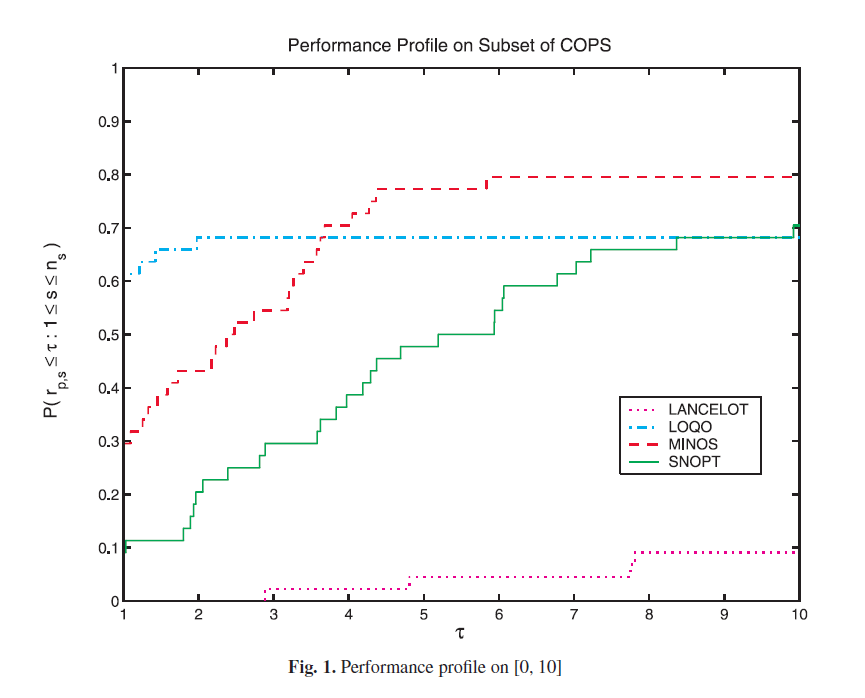 Performance Profile on Subset of COPS
1
0.9
0.8
0.7
0.6
0.5
0.4
0.3
0.2
0.1
0
P( r_{p,s} ≤ τ : 1 ≤ s ≤ n_s )
LANCELOT
LOQO
MINOS
SNOPT
1 2 3 4 5 6 7 8 9 10
τ
Fig. 1. Performance profile on [0, 10]